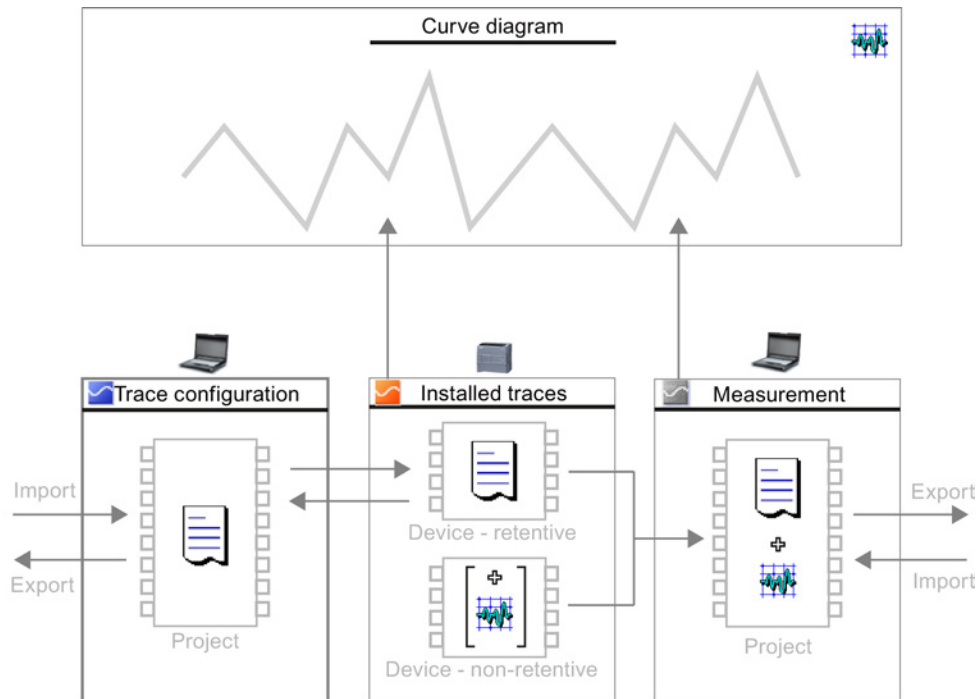 Curve diagram
Trace configuration
Installed traces
Measurement
Import
Export
Project
Device - retentive
Device - non-retentive
Export
Import
Project